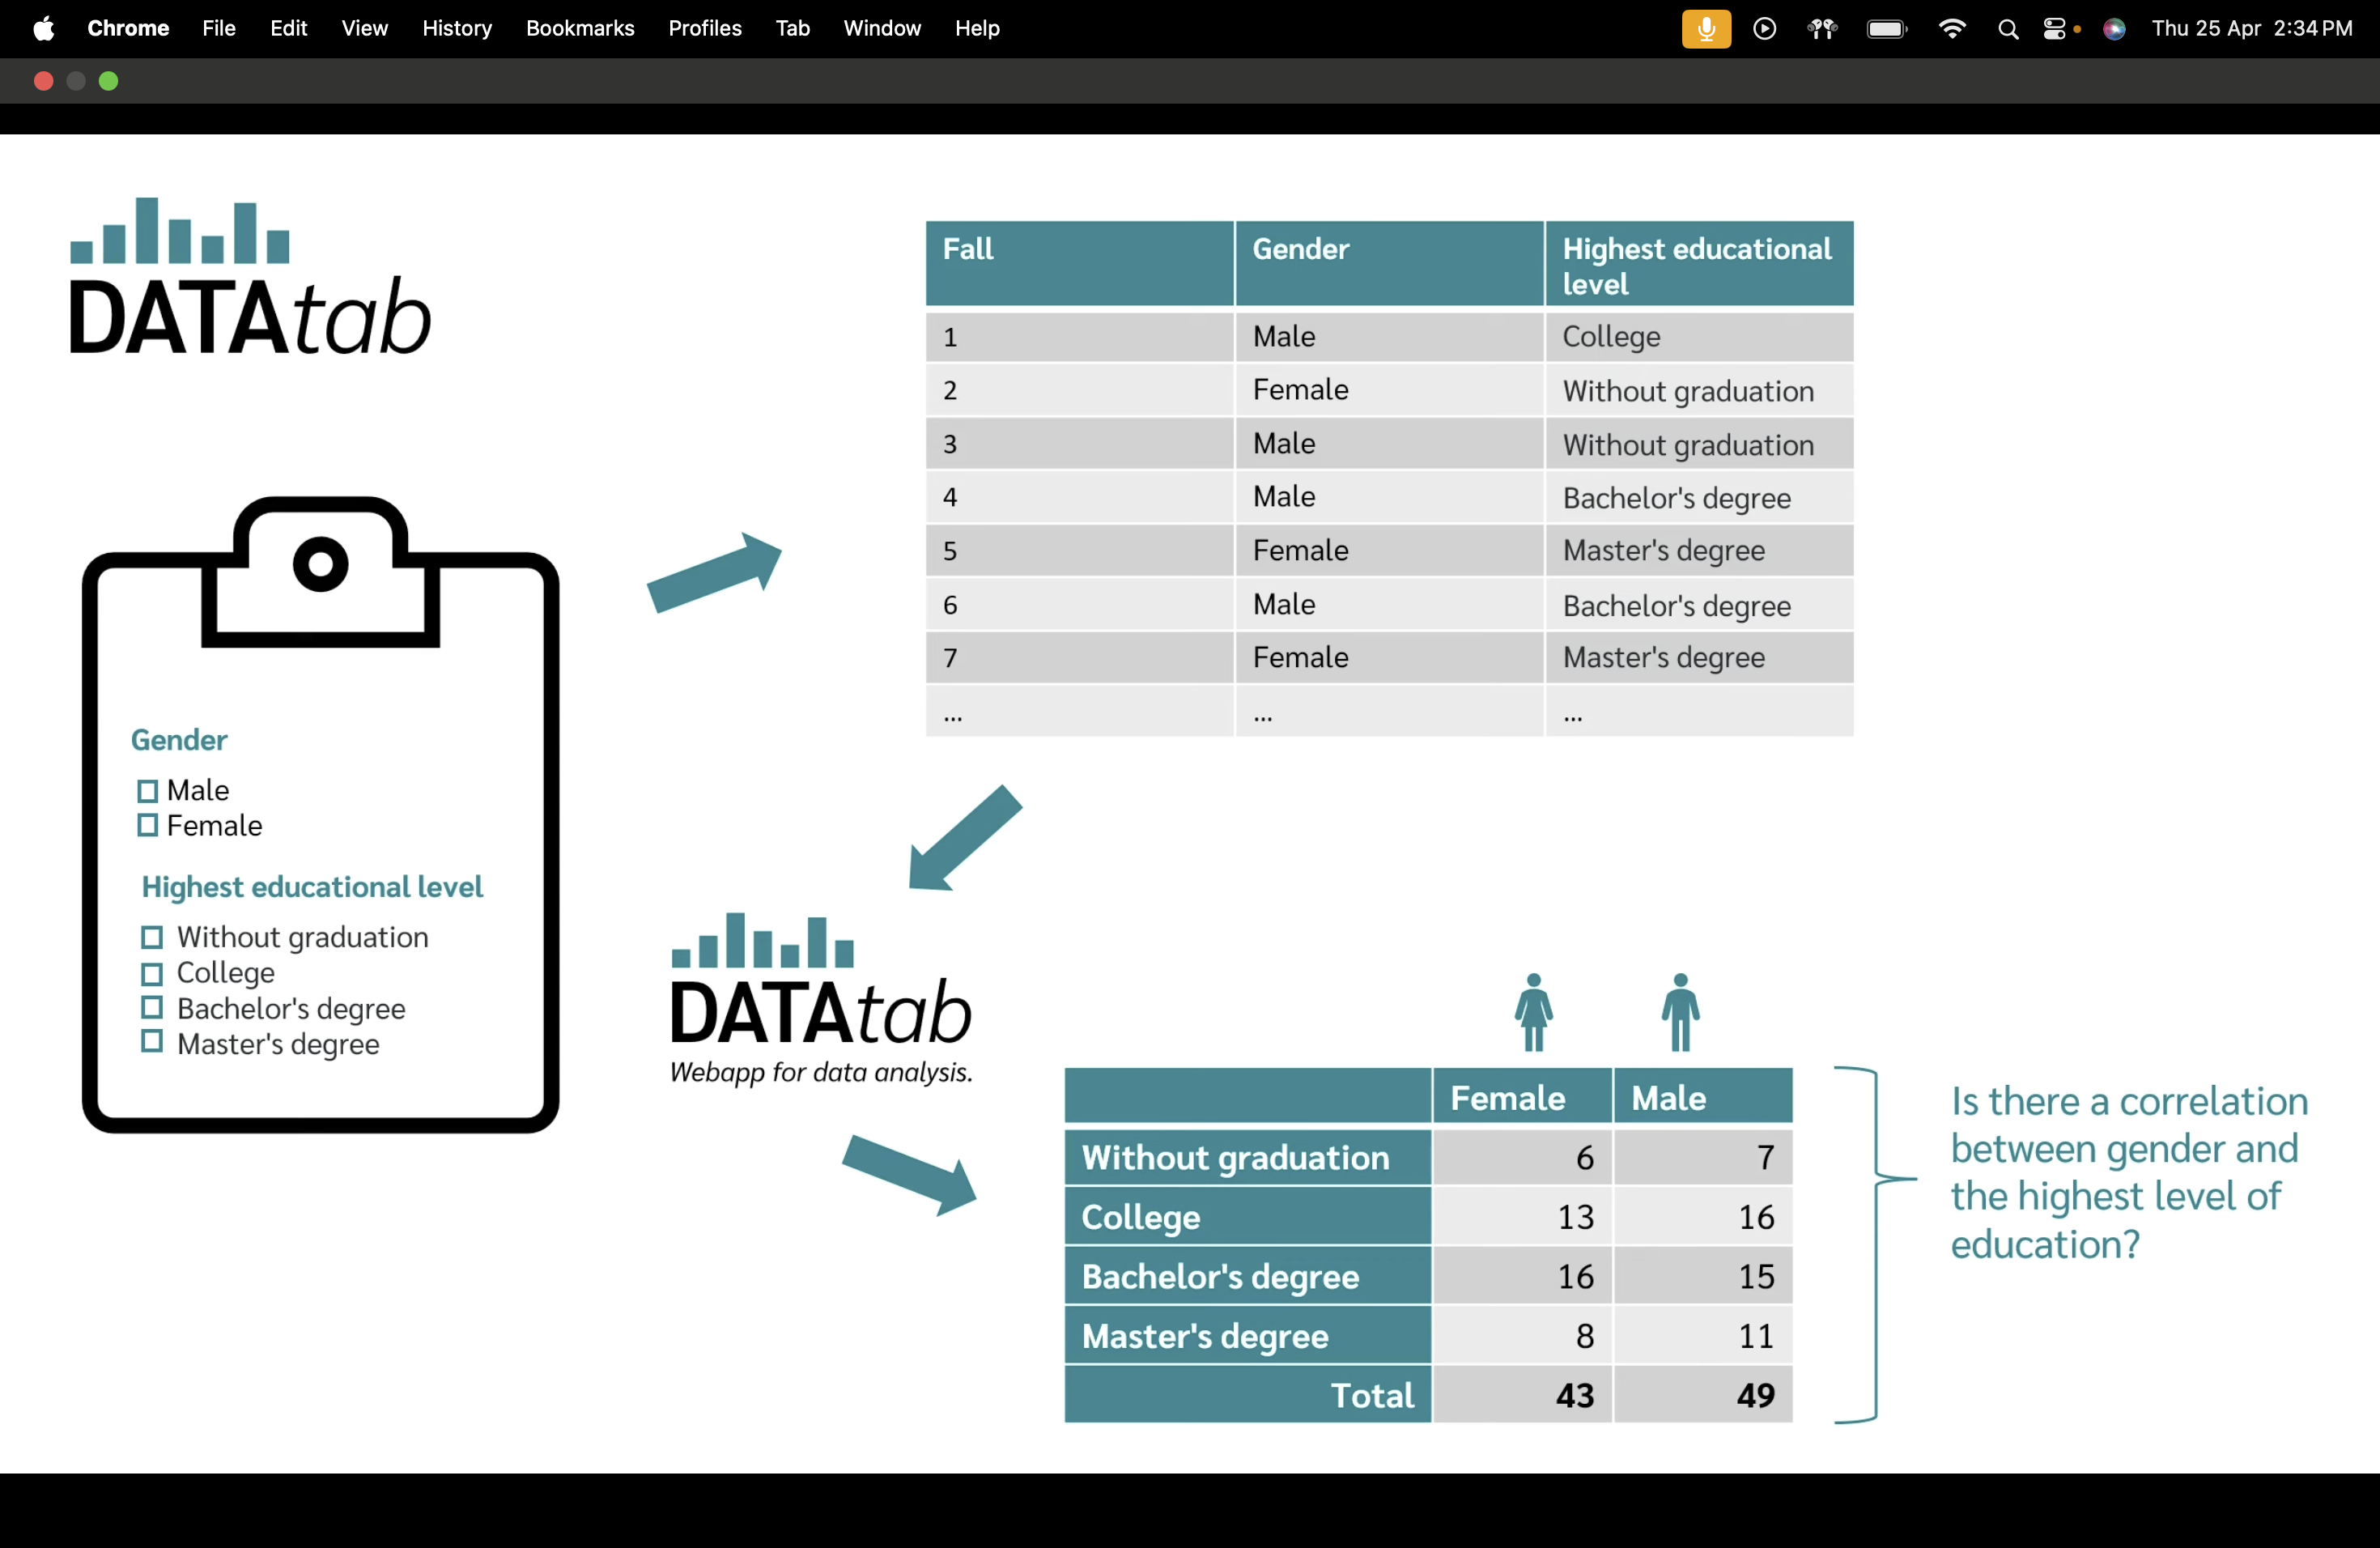 Chrome File Edit View History Bookmarks Profiles Tab Window Help Thu 25 Apr 2:34 PM
DATAtab
Gender
Male
Female
Highest educational level
Without graduation
College
Bachelor's degree
Master's degree
Fall Gender Highest educational
level
1 Male College
2 Female Without graduation
3 Male Without graduation
4 Male Bachelor's degree
5 Female Master's degree
6 Male Bachelor's degree
7 Female Master's degree
... ... ...
DATAtab
Webapp for data analysis.
Female Male
Without graduation 6 7
College 13 16
Bachelor's degree 16 15
Master's degree 8 11
Total 43 49
Is there a correlation
between gender and
the highest level of
education?